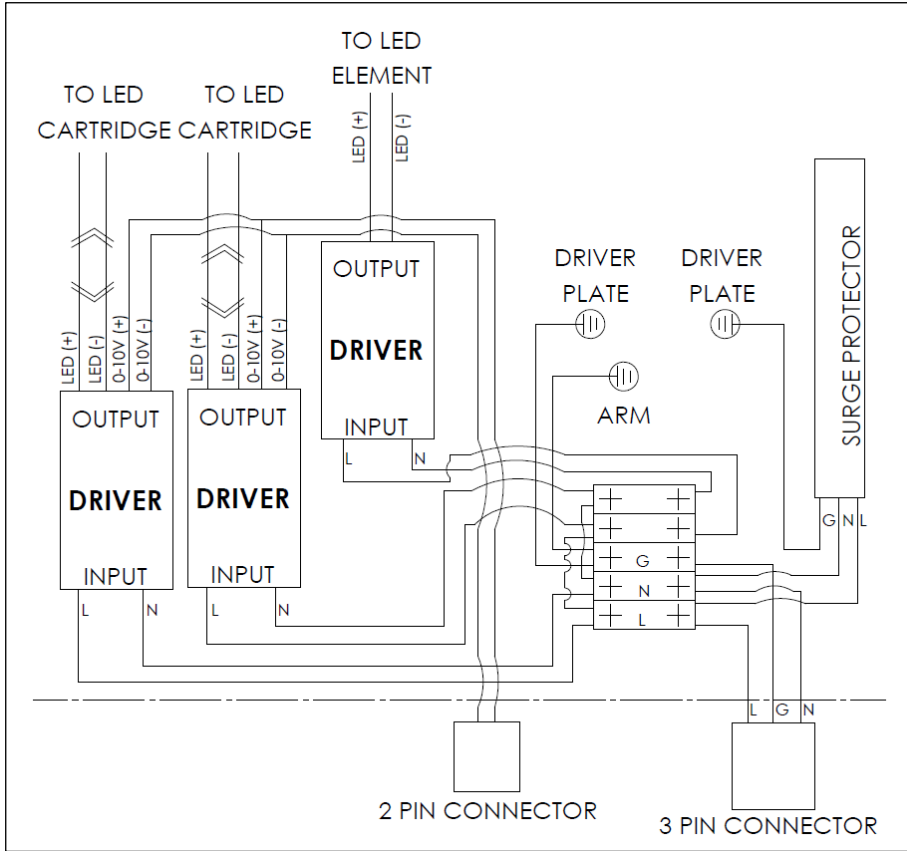 TO LED
ELEMENT
TO LED
CARTRIDGE
TO LED
CARTRIDGE
LED (+)
LED (-)
SURGE PROTECTOR
DRIVER
PLATE
DRIVER
PLATE
OUTPUT
DRIVER
INPUT
L
N
LED (+)
LED (-)
0-10V (+)
0-10V (-)
LED (+)
LED (-)
0-10V (+)
0-10V (-)
ARM
OUTPUT
DRIVER
INPUT
L
N
OUTPUT
DRIVER
INPUT
L
N
G
N
L
G
N
L
L
G
N
2 PIN CONNECTOR
3 PIN CONNECTOR